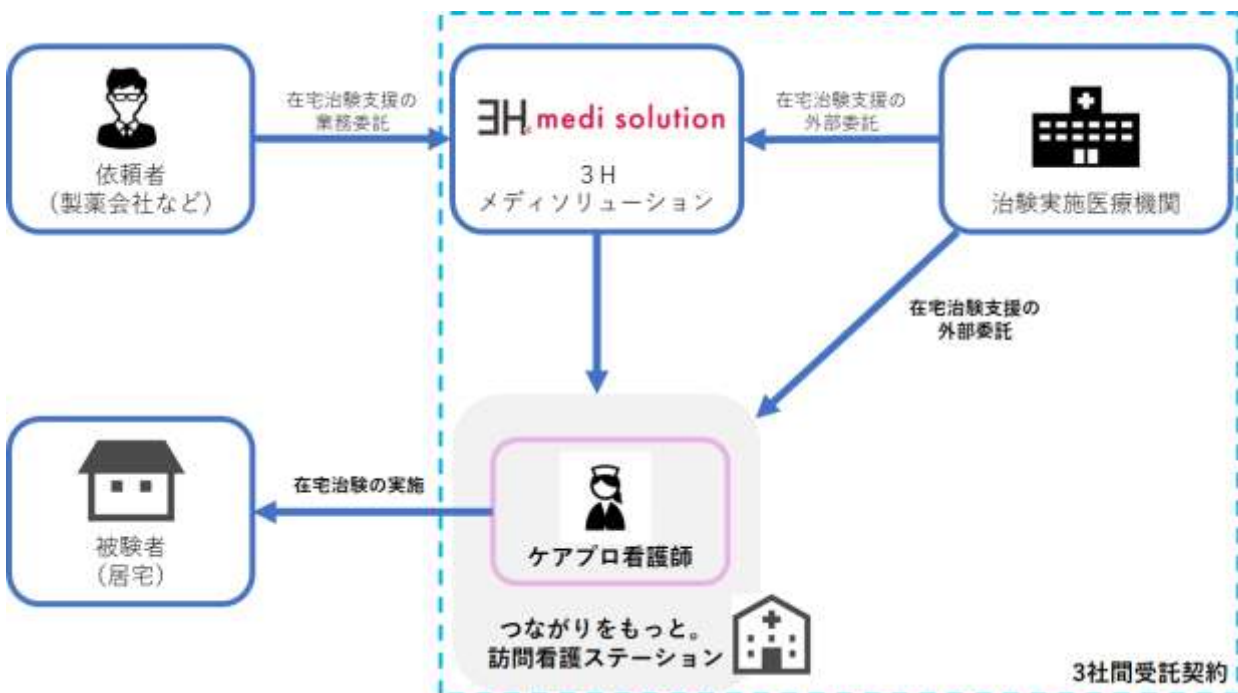 依頼者
(製薬会社など)
在宅治験支援の
業務委託
3H medi solution
3H
メディソリューション
在宅治験支援の
外部委託
治験実施医療機関
在宅治験支援の
外部委託
被験者
(居宅)
在宅治験の実施
ケアプロ看護師
つながりをもっと。
訪問看護ステーション
3社間受託契約